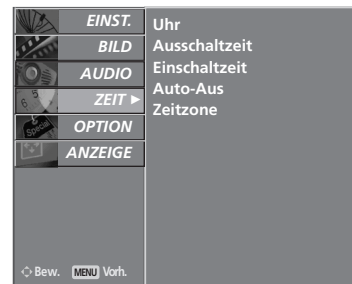 EINST.
BILD
AUDIO
ZEIT ►
OPTION
ANZEIGE
Bew. MENU Vorh.
Uhr
Ausschaltzeit
Einschaltzeit
Auto-Aus
Zeitzone